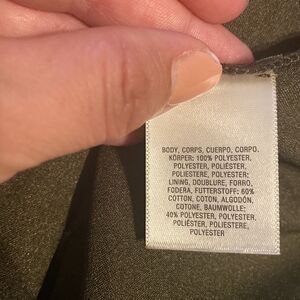 BODY, CORPS, CUERPO, CORPO,
KÖRPER: 100% POLYESTER,
POLYESTER, POLIÉSTER,
POLIESTERE, POLYESTER;
LINING, DOUBLURE, FORRO,
FODERA, FUTTERSTOFF: 60%
COTTON, COTON, ALGODÓN,
COTONE, BAUMWOLLE;
40% POLYESTER, POLYESTER,
POLIÉSTER, POLIESTERE,
POLYESTER